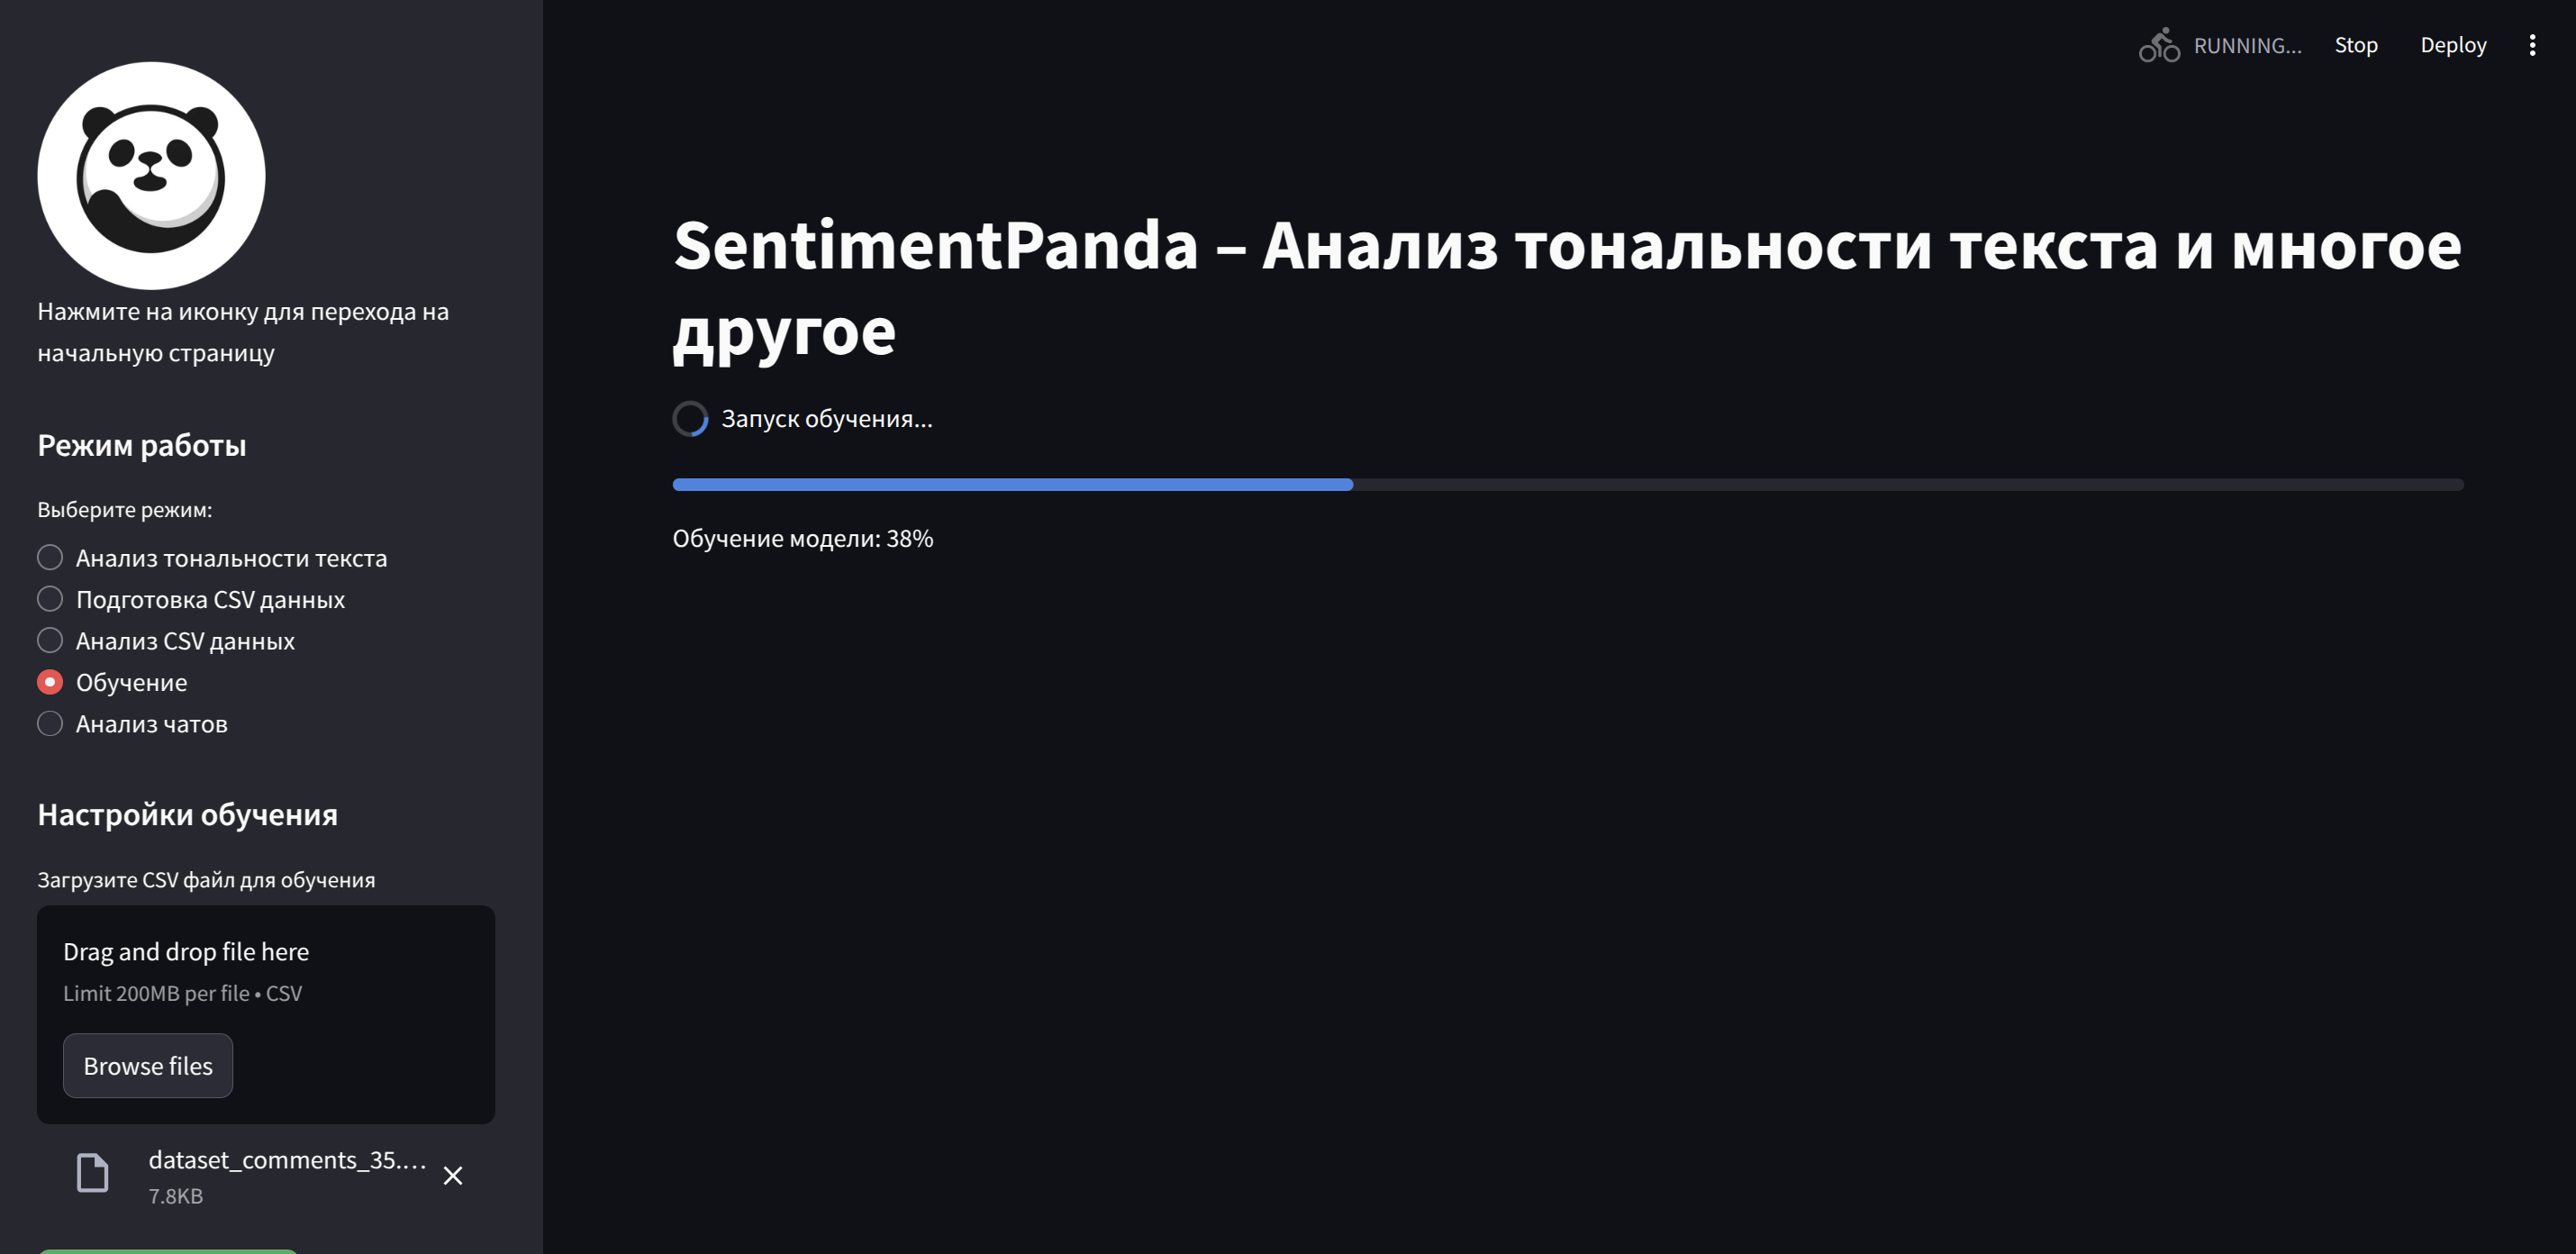 Нажмите на иконку для перехода на
начальную страницу
Режим работы
Выберите режим:
Анализ тональности текста
Подготовка CSV данных
Анализ CSV данных
Обучение
Анализ чатов
Настройки обучения
Загрузите CSV файл для обучения
Drag and drop file here
Limit 200MB per file • CSV
Browse files
dataset_comments_35....
7.8KB
RUNNING...
Stop
Deploy
SentimentPanda – Анализ тональности текста и многое
другое
Запуск обучения...
Обучение модели: 38%